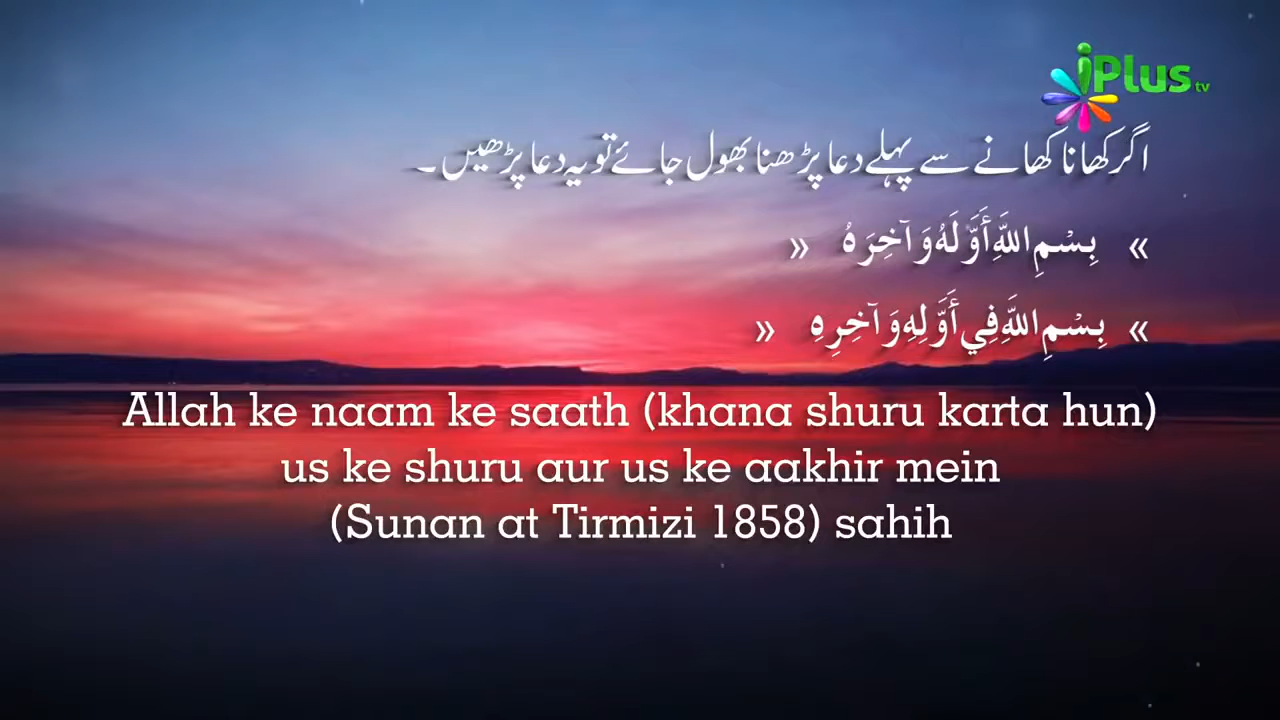 iPlus tv
اگر کھانا کھانے سے پہلے دعا پڑھنا بھول جائے تو یہ دعا پڑھیں۔
« بِسْمِ اللَّهِ أَوَّلَهُ وَآخِرَهُ »
« بِسْمِ اللَّهِ فِي أَوَّلِهِ وَآخِرِهِ »
Allah ke naam ke saath (khana shuru karta hun)
us ke shuru aur us ke aakhir mein
(Sunan at Tirmizi 1858) sahih